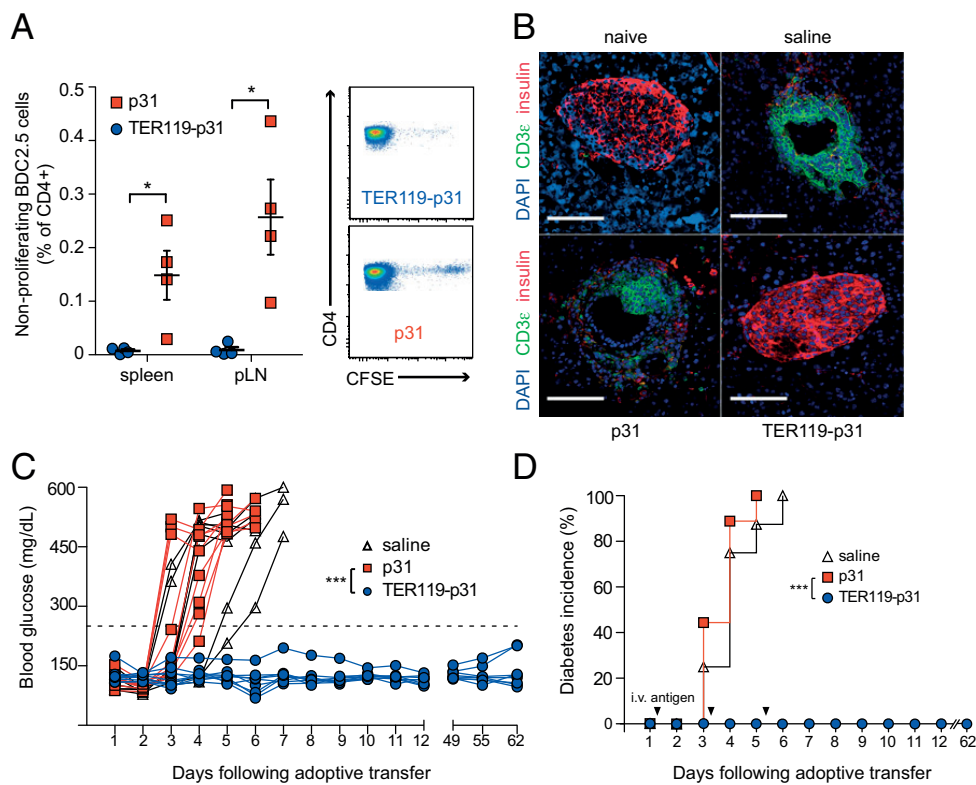 A
Non-proliferating BDC2.5 cells
(% of CD4+)
0.5
0.4
0.3
0.2
0.1
0
p31
TER119-p31
*
*
spleen
pLN
TER119-p31
p31
CD4
CFSE
B
naive
saline
DAPI CD3ε insulin
DAPI CD3ε insulin
p31
TER119-p31
C
Blood glucose (mg/dL)
600
450
300
150
saline
p31
TER119-p31
***
1 2 3 4 5 6 7 8 9 10 11 12 49 55 62
Days following adoptive transfer
D
Diabetes incidence (%)
100
80
60
40
20
0
saline
p31
TER119-p31
***
i.v. antigen
1 2 3 4 5 6 7 8 9 10 11 12 62
Days following adoptive transfer